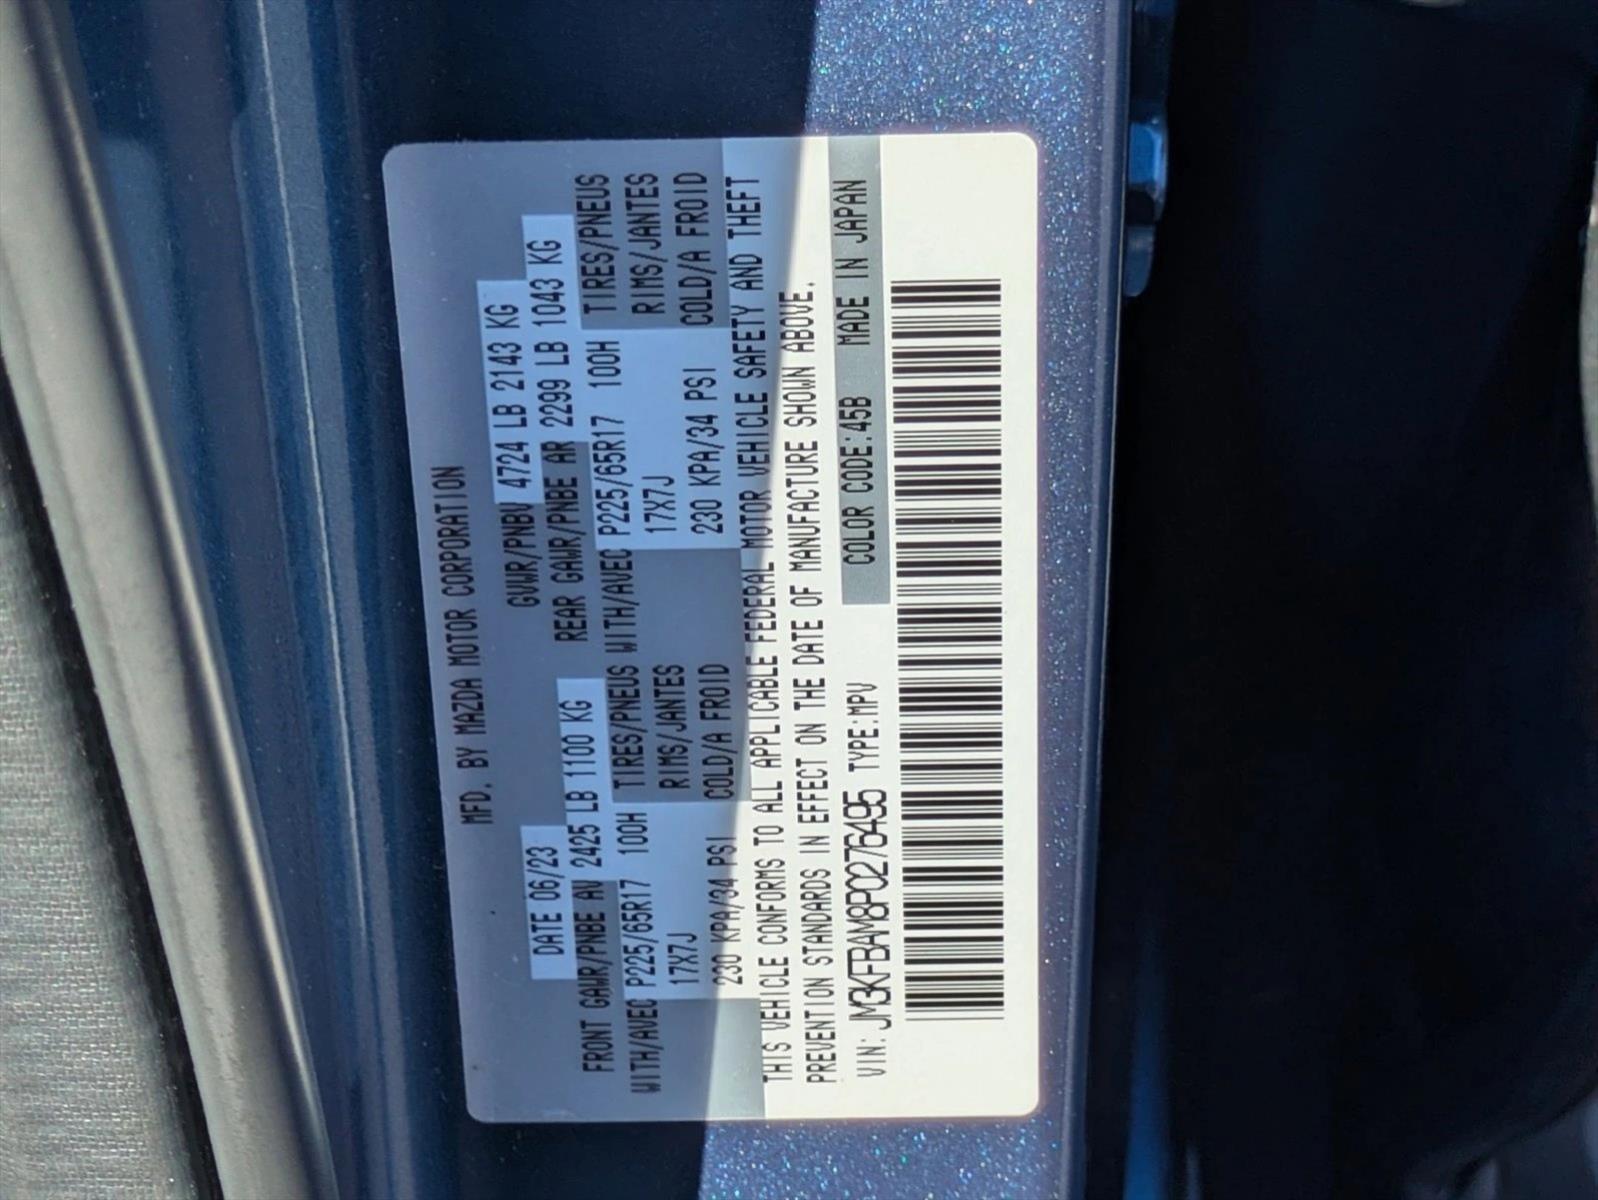 MFD. BY MAZDA MOTOR CORPORATION
DATE 06/23 GVWR/PNBV 4724 LB 2143 KG
FRONT GAWR/PNBE AV 2425 LB 1100 KG REAR GAWR/PNBE AR 2299 LB 1043 KG
WITH/AVEC P225/65R17 100H TIRES/PNEUS WITH/AVEC P225/65R17 100H TIRES/PNEUS
17X7J RIMS/JANTES 17X7J RIMS/JANTES
230 KPA/34 PSI COLD/A FROID 230 KPA/34 PSI COLD/A FROID
THIS VEHICLE CONFORMS TO ALL APPLICABLE FEDERAL MOTOR VEHICLE SAFETY AND THEFT
PREVENTION STANDARDS IN EFFECT ON THE DATE OF MANUFACTURE SHOWN ABOVE.
VIN: JM3KFBAM8P0276495 TYPE:MPV COLOR CODE:45B MADE IN JAPAN